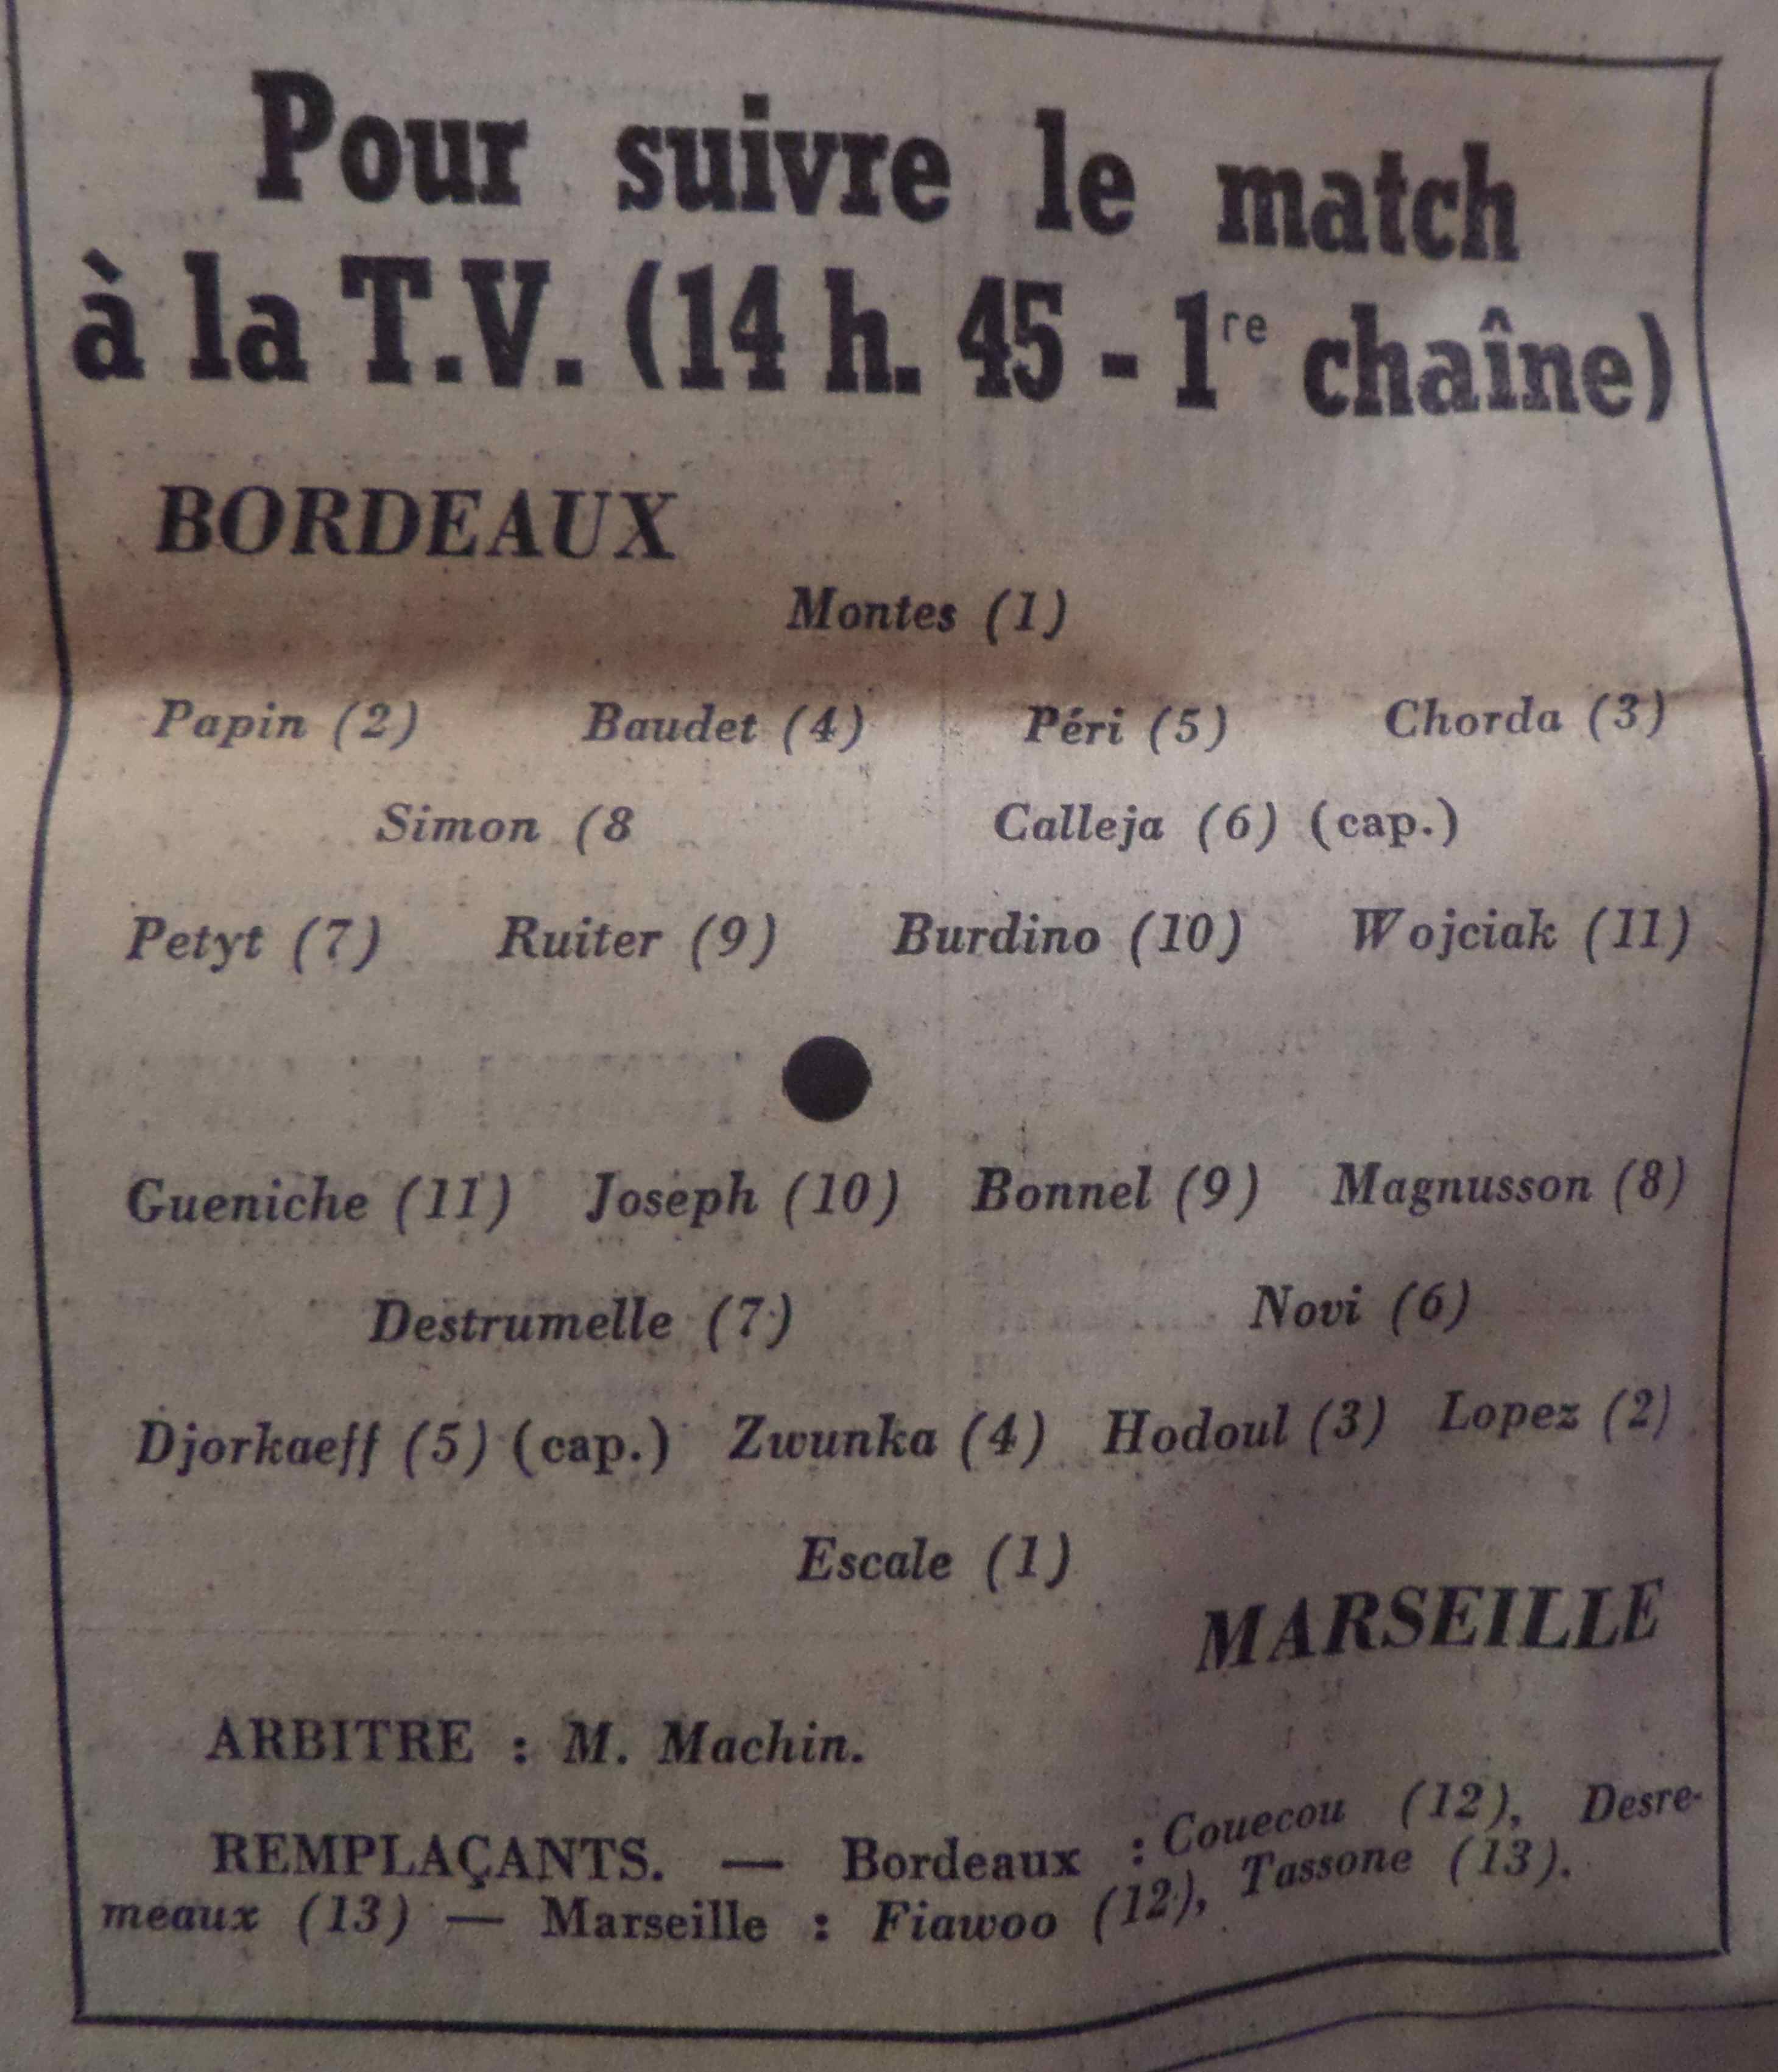 Pour suivre le match
à la T.V. (14 h. 45 - 1re chaîne)
BORDEAUX
Montes (1)
Papin (2) Baudet (4) Péri (5) Chorda (3)
Simon (8 Calleja (6) (cap.)
Petyt (7) Ruiter (9) Burdino (10) Wojciak (11)
Gueniche (11) Joseph (10) Bonnel (9) Magnusson (8)
Destrumelle (7) Novi (6)
Djorkaeff (5) (cap.) Zwunka (4) Hodoul (3) Lopez (2)
Escale (1)
MARSEILLE
ARBITRE : M. Machin.
REMPLAÇANTS. — Bordeaux : Couecou (12), Desre-
meaux (13) — Marseille : Fiawoo (12), Tassone (13).